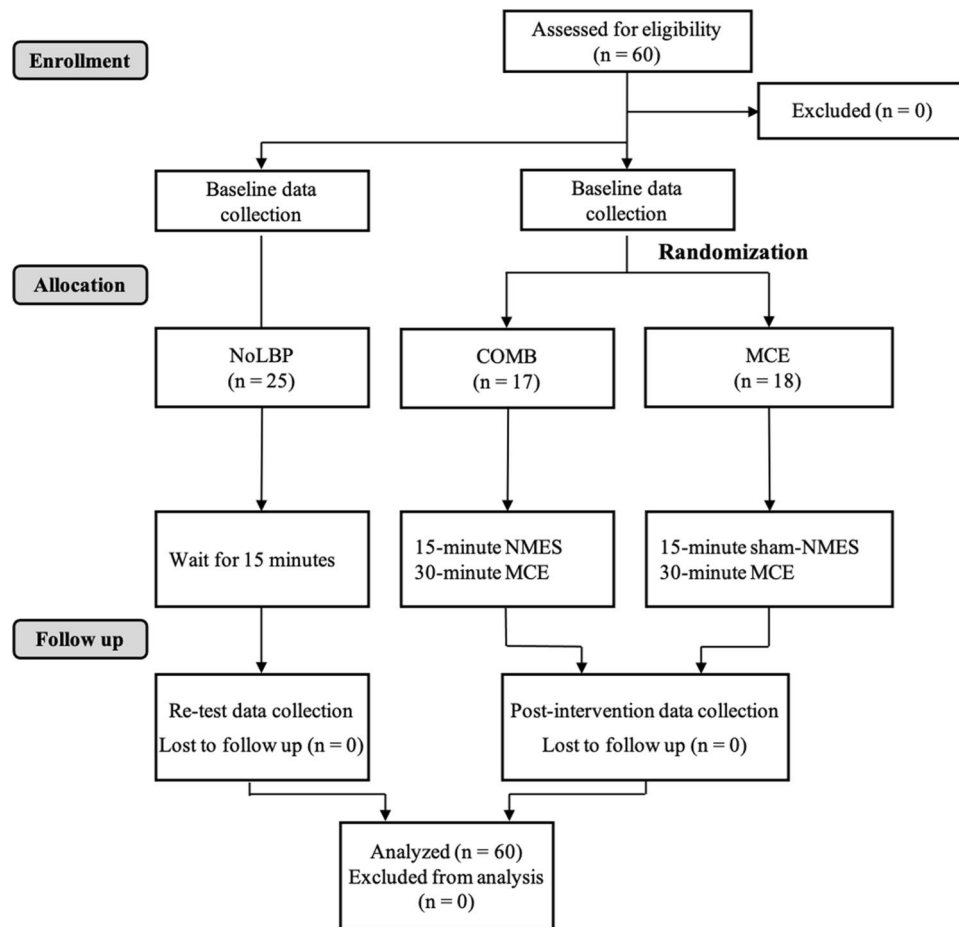 Assessed for eligibility
(n = 60)
Enrollment
Excluded (n = 0)
Baseline data
collection
Baseline data
collection
Randomization
Allocation
NoLBP
(n = 25)
COMB
(n = 17)
MCE
(n = 18)
Wait for 15 minutes
15-minute NMES
30-minute MCE
15-minute sham-NMES
30-minute MCE
Follow up
Re-test data collection
Lost to follow up (n = 0)
Post-intervention data collection
Lost to follow up (n = 0)
Analyzed (n = 60)
Excluded from analysis
(n = 0)